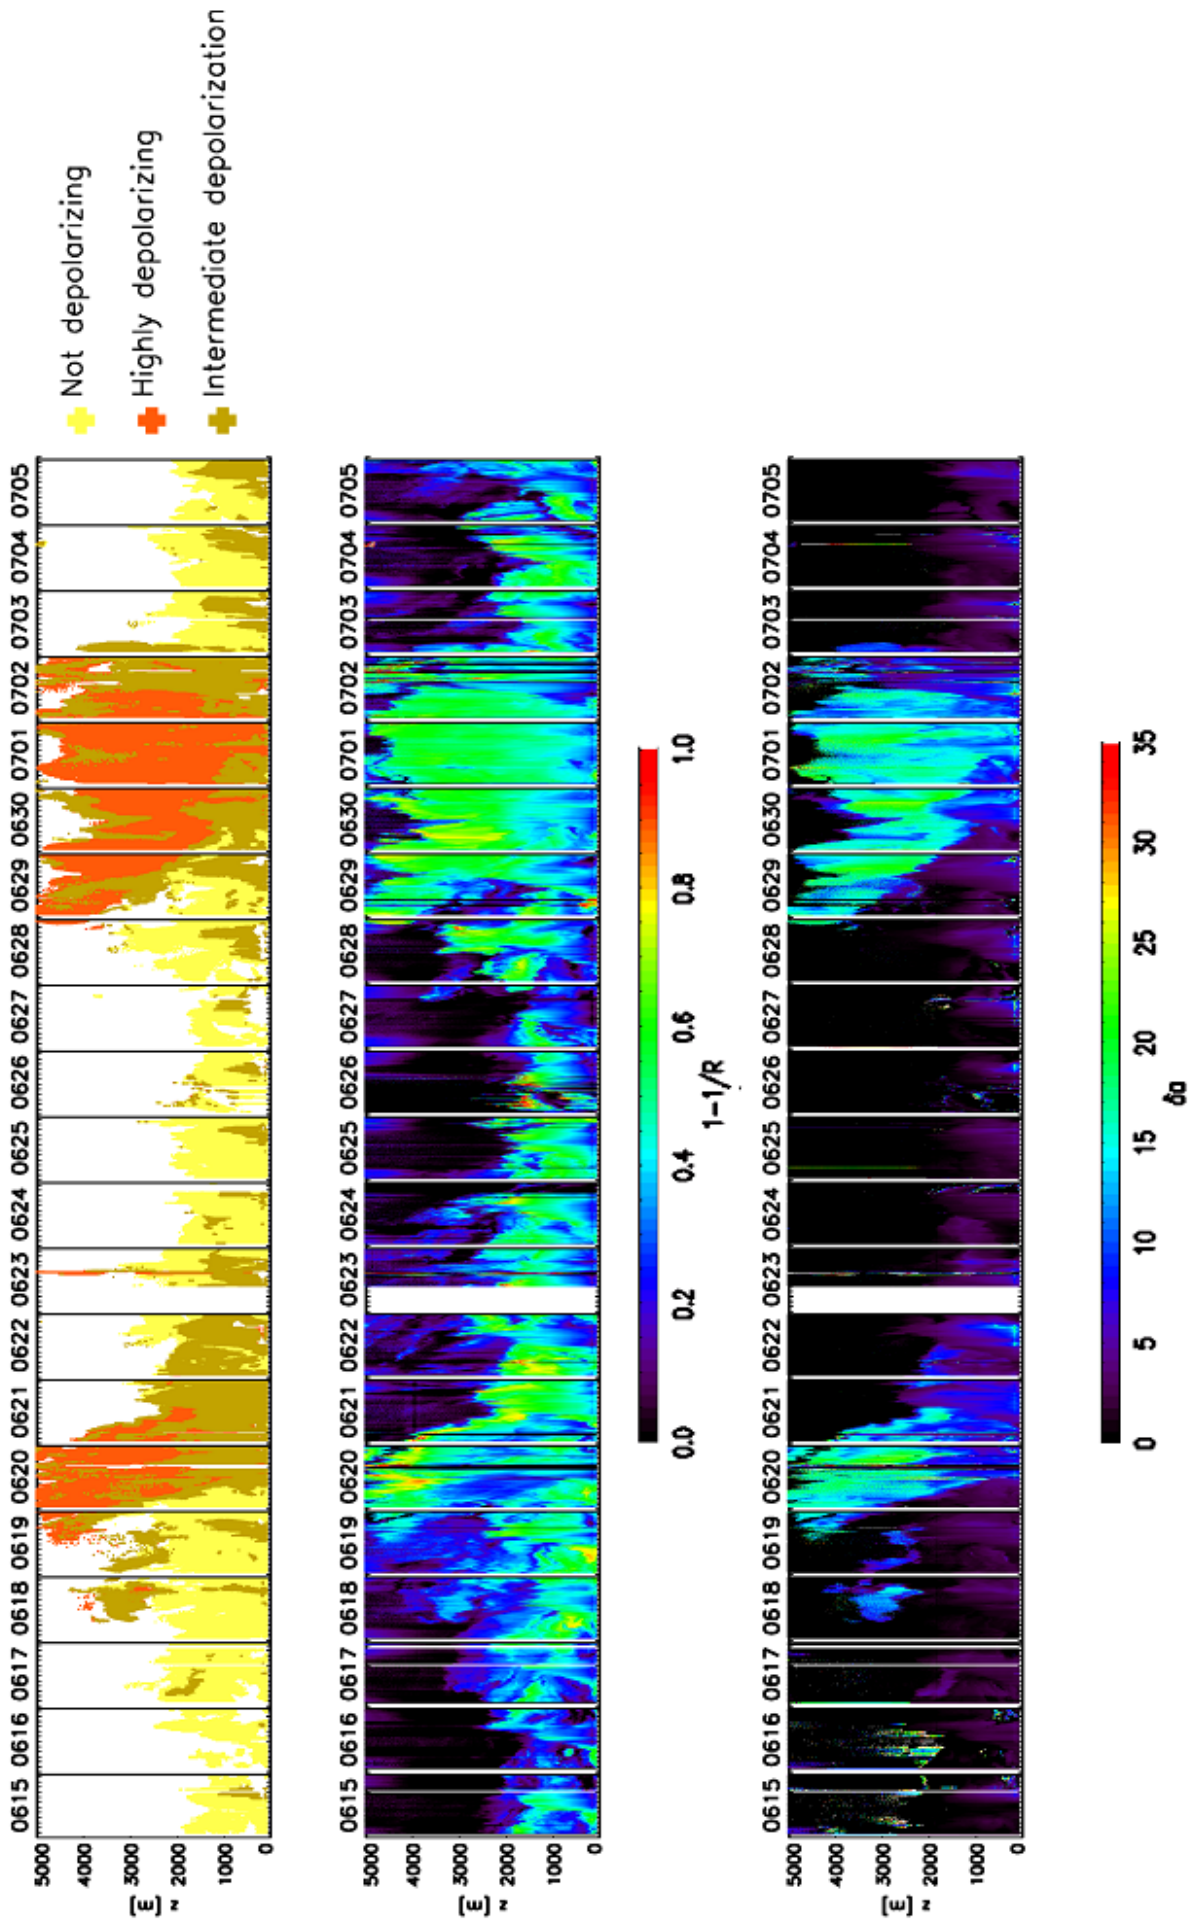 Not depolarizing
Highly depolarizing
Intermediate depolarization
0615 0616 0617 0618 0619 0620 0621 0622 0623 0624 0625 0626 0627 0628 0629 0630 0701 0702 0703 0704 0705
5000
4000
3000
2000
1000
0
z [m]
0615 0616 0617 0618 0619 0620 0621 0622 0623 0624 0625 0626 0627 0628 0629 0630 0701 0702 0703 0704 0705
5000
4000
3000
2000
1000
0
z [m]
0.0 0.2 0.4 0.6 0.8 1.0
1-1/R
0615 0616 0617 0618 0619 0620 0621 0622 0623 0624 0625 0626 0627 0628 0629 0630 0701 0702 0703 0704 0705
5000
4000
3000
2000
1000
0
z [m]
0 5 10 15 20 25 30 35
δa